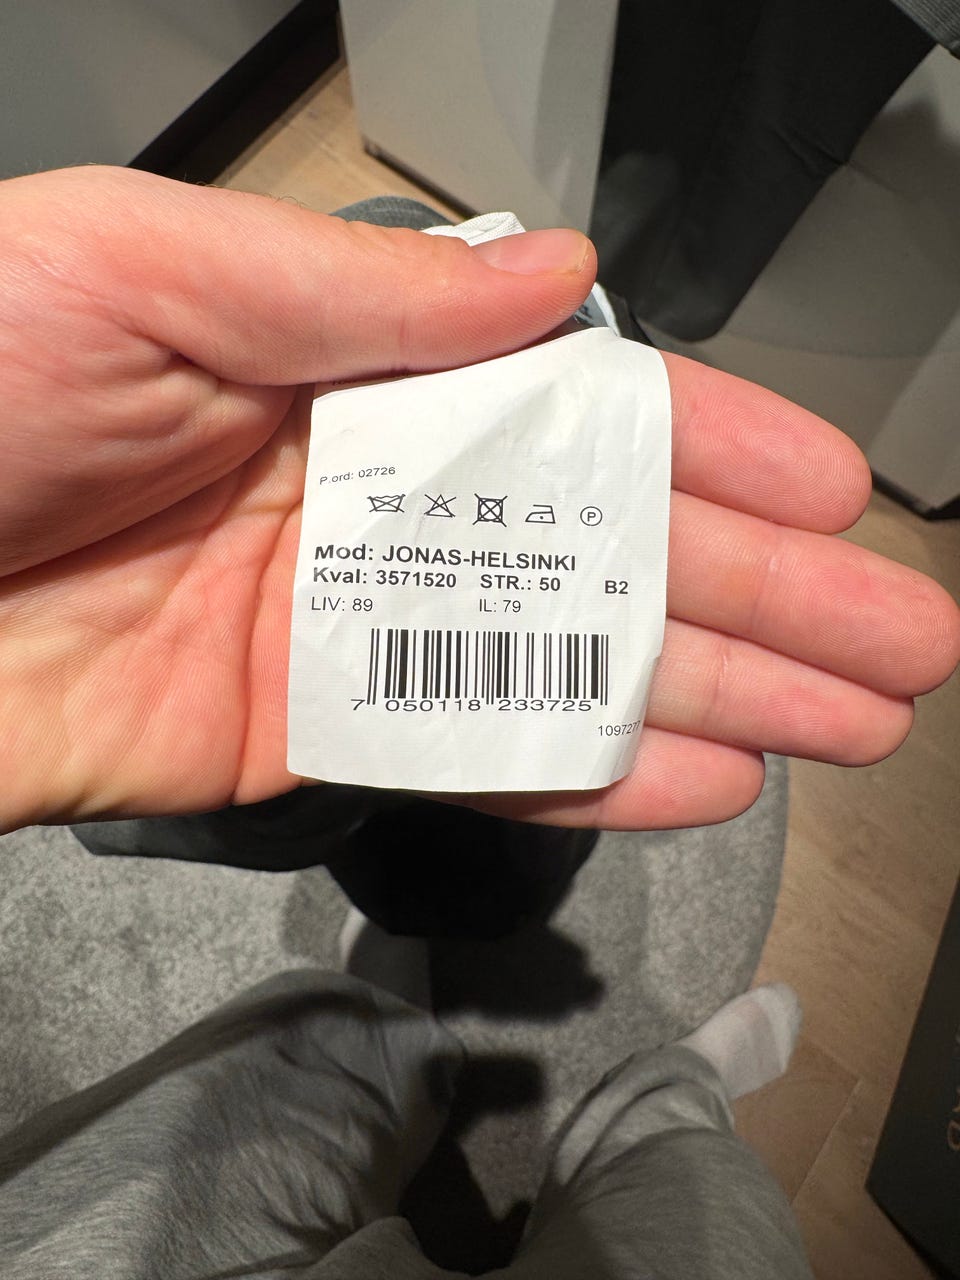 P.ord: 02726
P
Mod: JONAS-HELSINKI
Kval: 3571520 STR.: 50 B2
LIV: 89 IL: 79
7 050118 233725
1097277